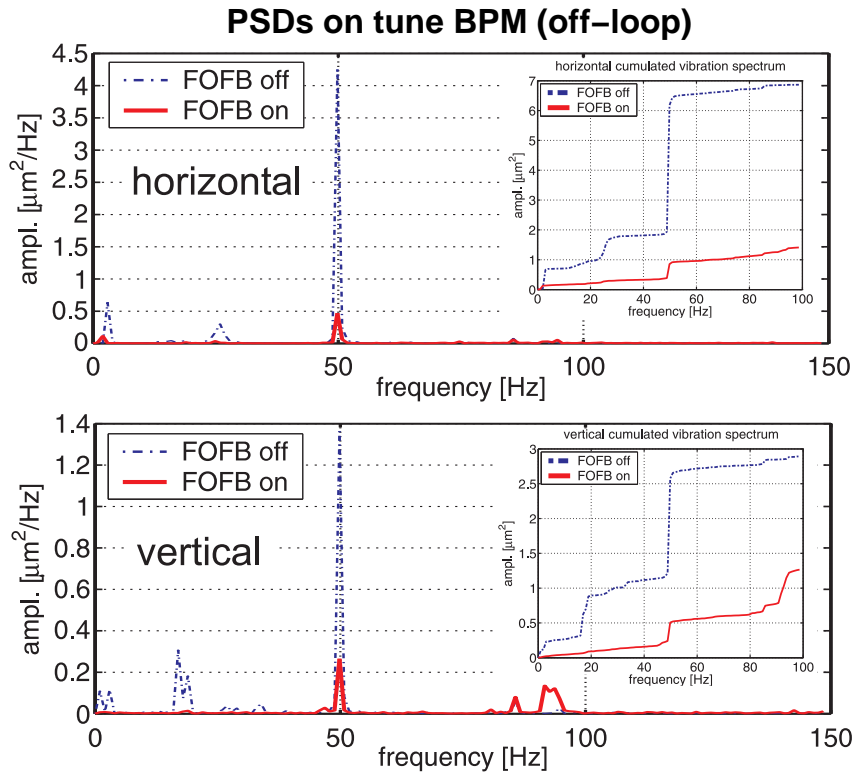 PSDs on tune BPM (off−loop)
4.5
4
3.5
3
2.5
2
1.5
1
0.5
0
ampl. [μm²/Hz]
FOFB off
FOFB on
horizontal
0
50
100
150
frequency [Hz]
horizontal cumulated vibration spectrum
7
6
5
4
3
2
1
0
ampl. [μm²]
FOFB off
FOFB on
0
20
40
60
80
100
frequency [Hz]
1.4
1.2
1
0.8
0.6
0.4
0.2
0
ampl. [μm²/Hz]
FOFB off
FOFB on
vertical
0
50
100
150
frequency [Hz]
vertical cumulated vibration spectrum
3
2.5
2
1.5
1
0.5
0
ampl. [μm²]
FOFB off
FOFB on
0
20
40
60
80
100
frequency [Hz]